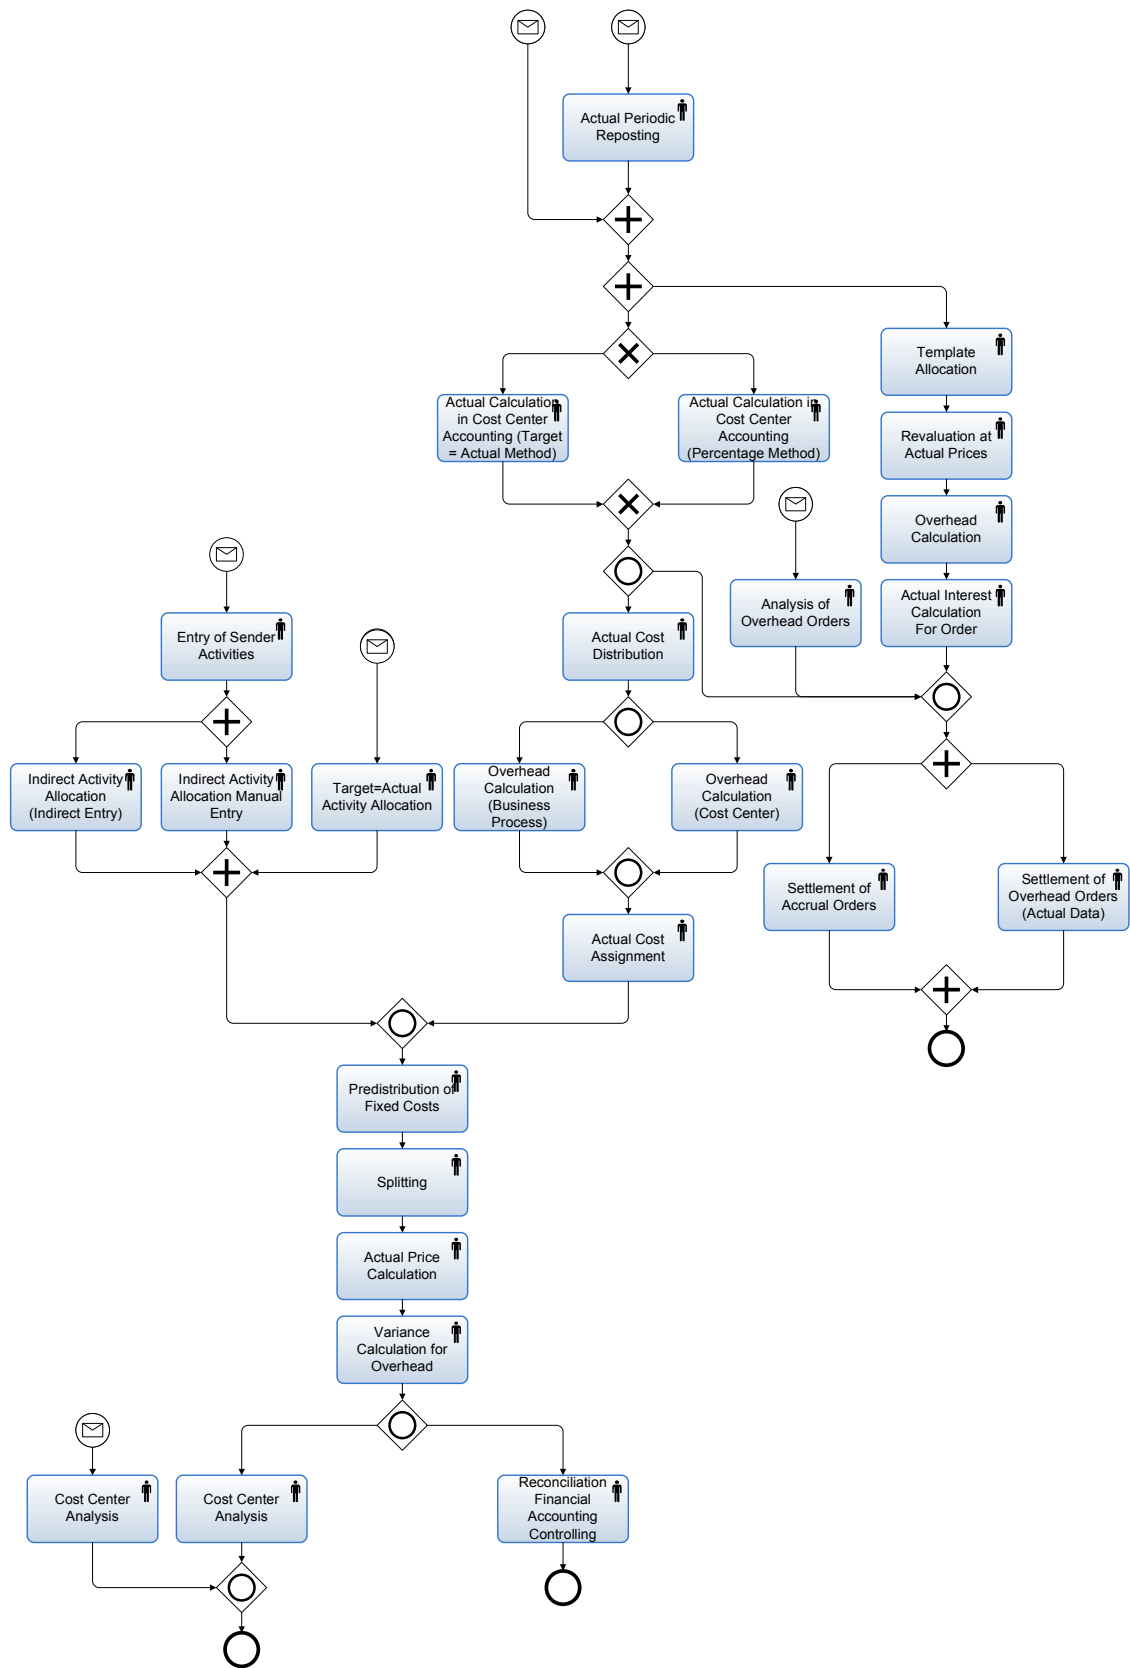 Actual Periodic
Reposting
Template
Allocation
Actual Calculation
in Cost Center
Accounting (Target
= Actual Method)
Actual Calculation in
Cost Center
Accounting
(Percentage Method)
Revaluation at
Actual Prices
Overhead
Calculation
Analysis of
Overhead Orders
Actual Interest
Calculation
For Order
Entry of Sender
Activities
Actual Cost
Distribution
Indirect Activity
Allocation
(Indirect Entry)
Indirect Activity
Allocation Manual
Entry
Target=Actual
Activity Allocation
Overhead
Calculation
(Business
Process)
Overhead
Calculation
(Cost Center)
Settlement of
Accrual Orders
Settlement of
Overhead Orders
(Actual Data)
Actual Cost
Assignment
Predistribution of
Fixed Costs
Splitting
Actual Price
Calculation
Variance
Calculation for
Overhead
Cost Center
Analysis
Cost Center
Analysis
Reconciliation
Financial
Accounting
Controlling